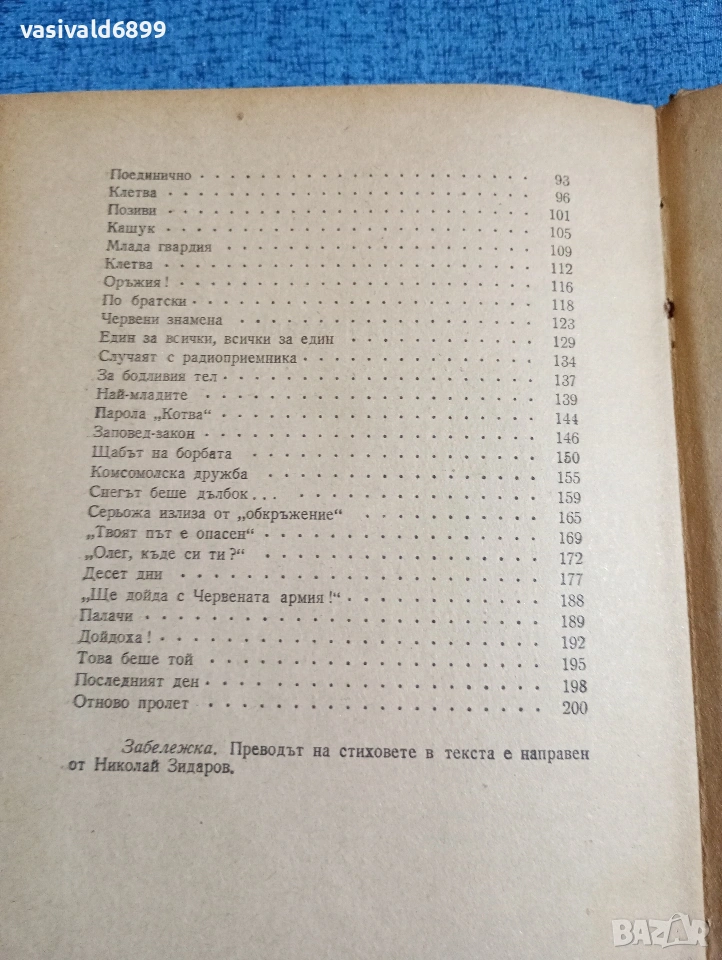 vasivald6899
Поединично 93
Клетва 96
Позиви 101
Кашук 105
Млада гвардия 109
Клетва 112
Оръжия! 116
По братски 118
Червени знамена 123
Един за всички, всички за един 129
Случаят с радиоприемника 134
За бодливия тел 137
Най-младите 139
Парола „Котва“ 144
Заповед-закон 146
Щабът на борбата 150
Комсомолска дружба 155
Снегът беше дълбок... 159
Серьожа излиза от „обкръжение“ 165
„Твоят път е опасен“ 169
„Олег, къде си ти?“ 172
Десет дни 177
„Ще дойда с Червената армия!“ 188
Палачи 189
Дойдоха! 192
Това беше той 195
Последният ден 198
Отново пролет 200
Забележка. Преводът на стиховете в текста е направен
от Николай Зидаров.
BAZAR